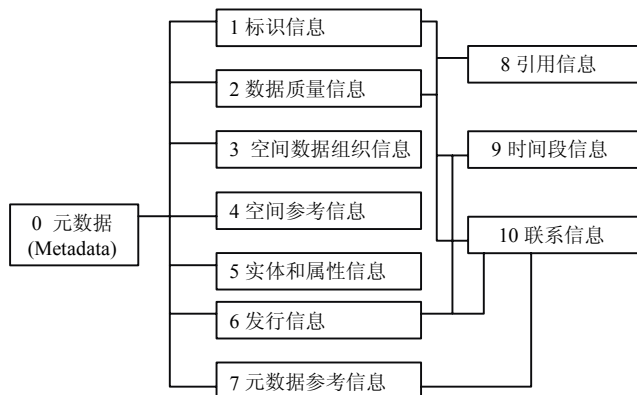 1 标识信息
2 数据质量信息
3 空间数据组织信息
4 空间参考信息
5 实体和属性信息
6 发行信息
7 元数据参考信息
0 元数据
(Metadata)
8 引用信息
9 时间段信息
10 联系信息